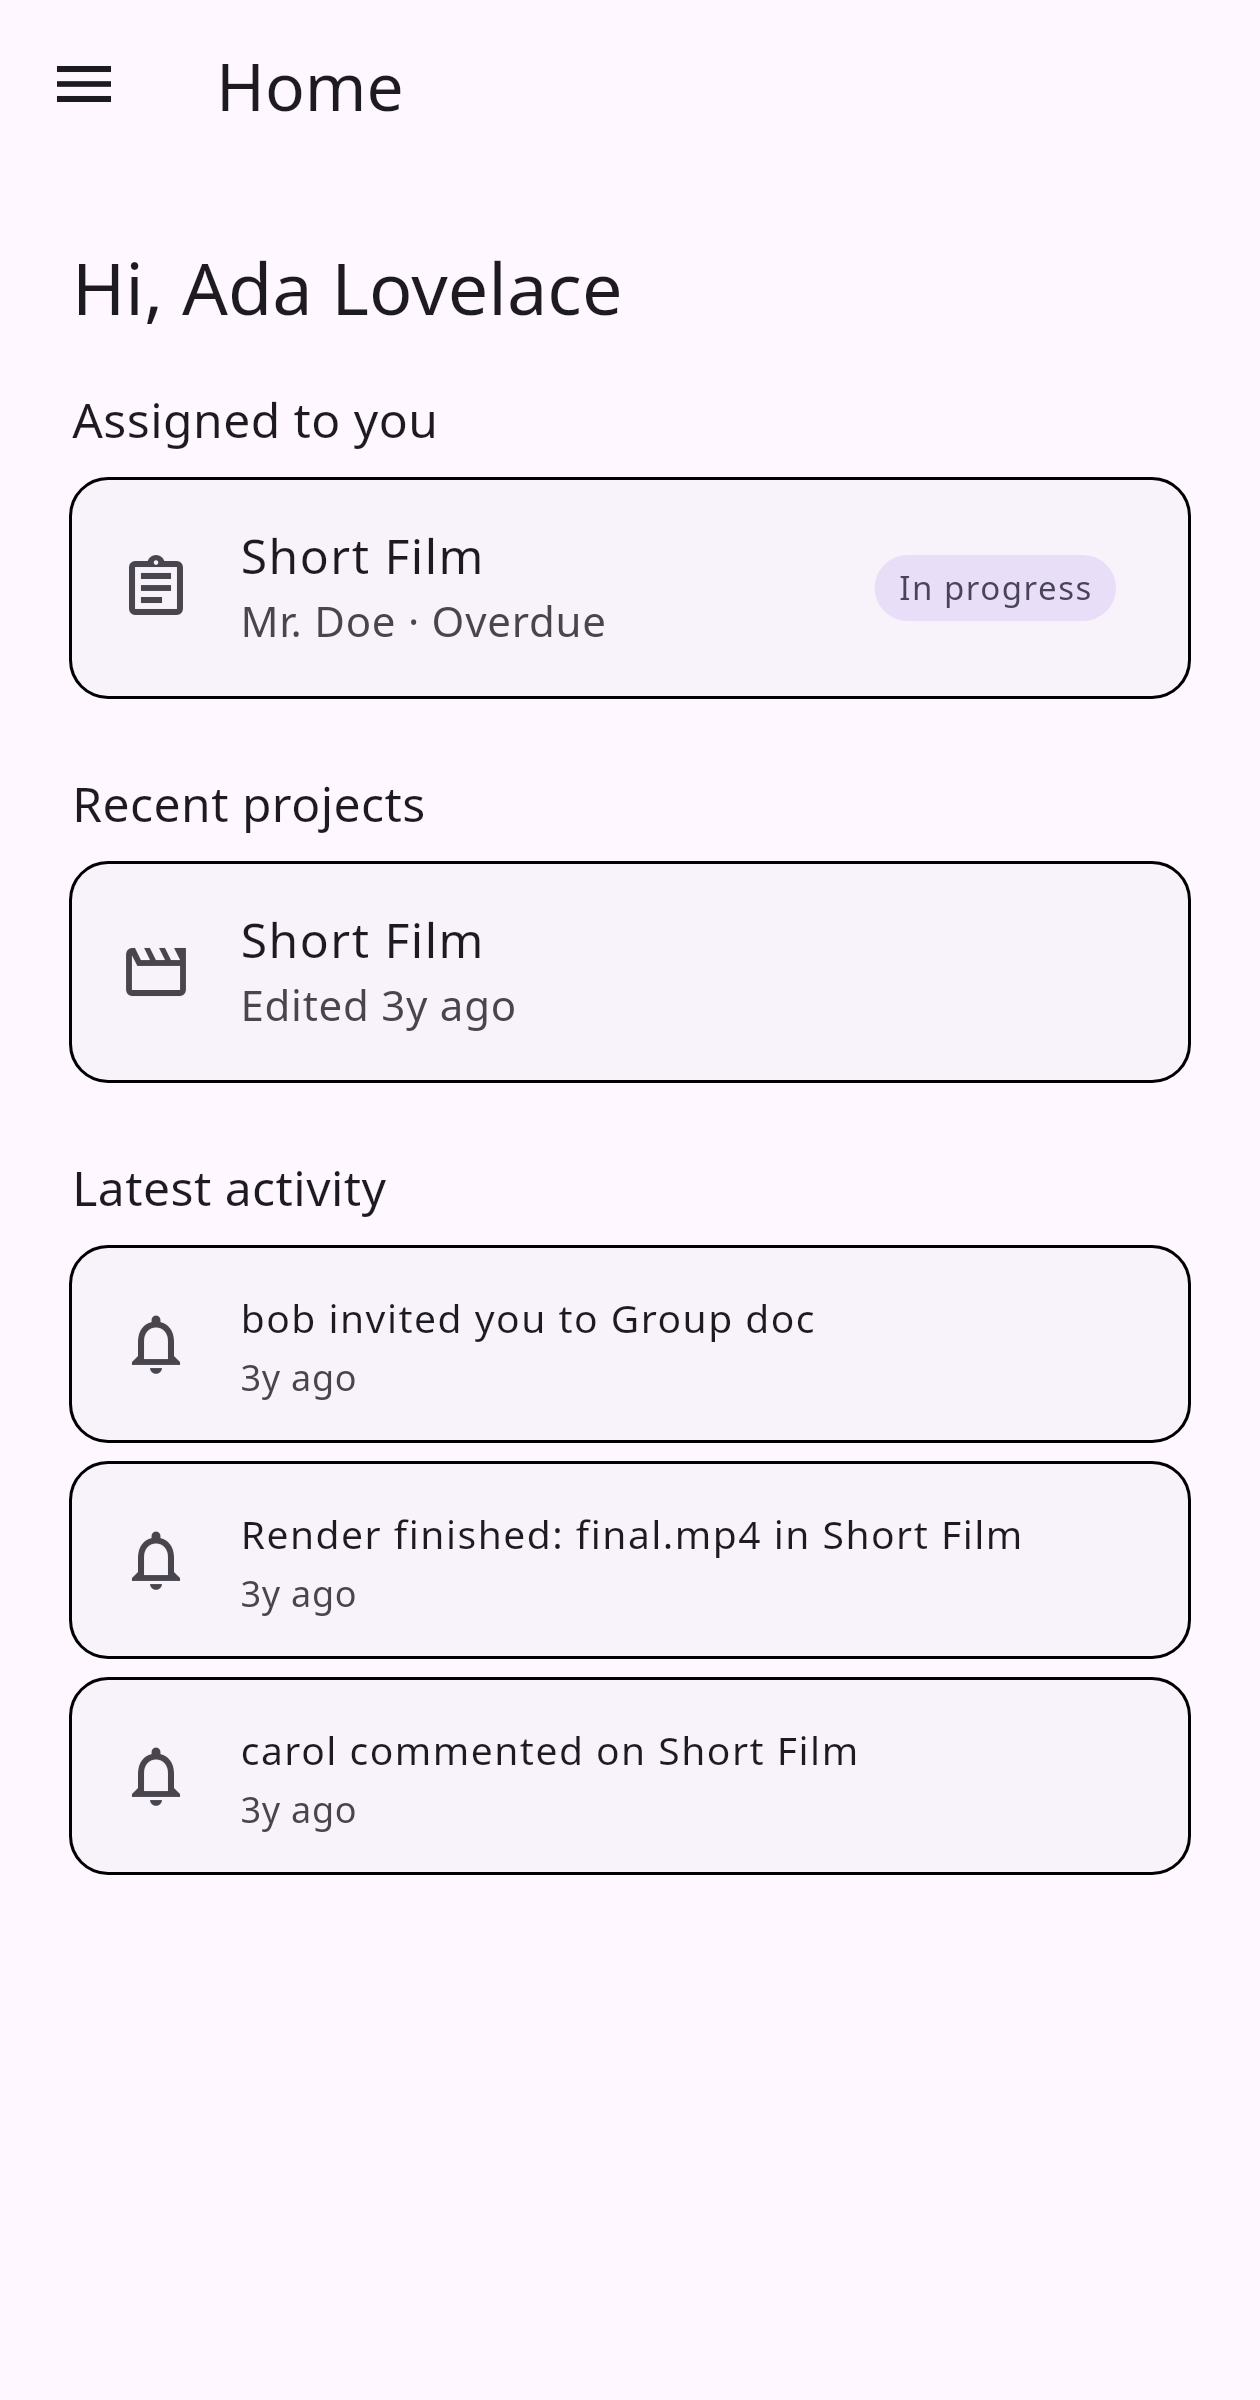 Home
Hi, Ada Lovelace
Assigned to you
Short Film
Mr. Doe · Overdue
In progress
Recent projects
Short Film
Edited 3y ago
Latest activity
bob invited you to Group doc
3y ago
Render finished: final.mp4 in Short Film
3y ago
carol commented on Short Film
3y ago